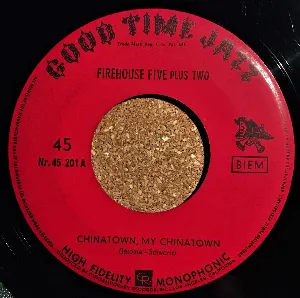 GOOD TIME JAZZ
FIREHOUSE FIVE PLUS TWO
45
Nr. 45-201A
BIEM
CHINATOWN, MY CHINATOWN
(Jerome - Schwartz)
HIGH FIDELITY MONOPHONIC